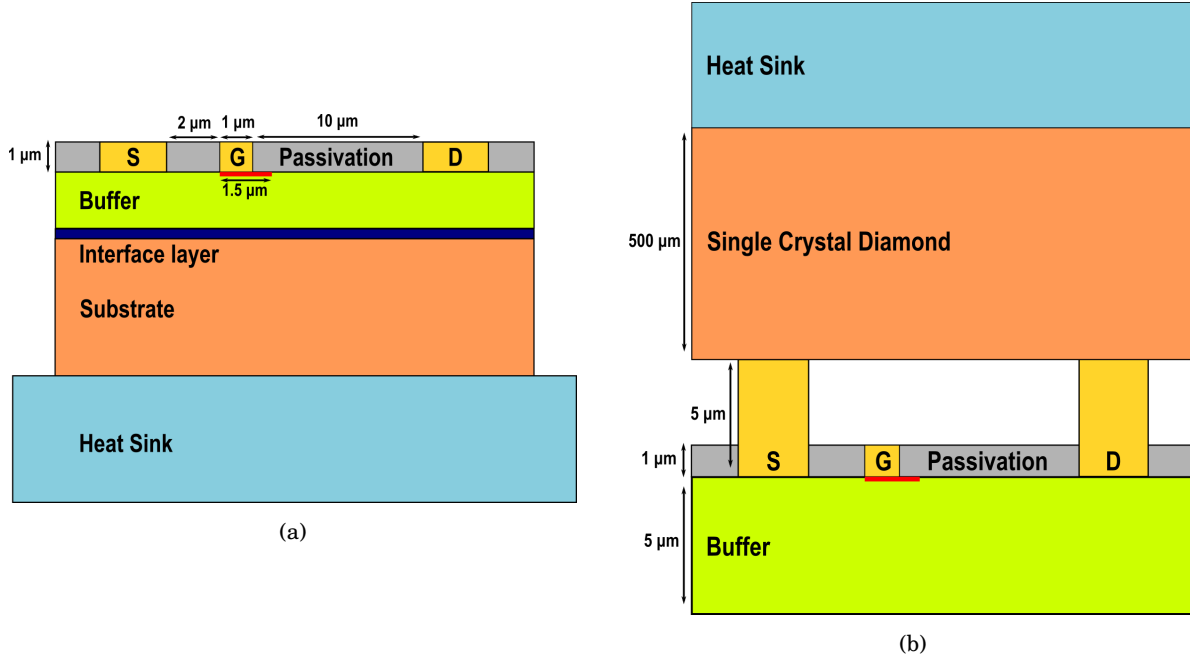 2 µm
1 µm
10 µm
1 µm
S
G
Passivation
D
1.5 µm
Buffer
Interface layer
Substrate
Heat Sink
(a)
Heat Sink
500 µm
Single Crystal Diamond
5 µm
1 µm
S
G
Passivation
D
5 µm
Buffer
(b)